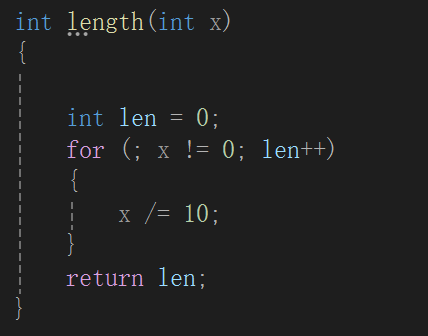 int length(int x)
{
int len = 0;
for (; x != 0; len++)
{
x /= 10;
}
return len;
}